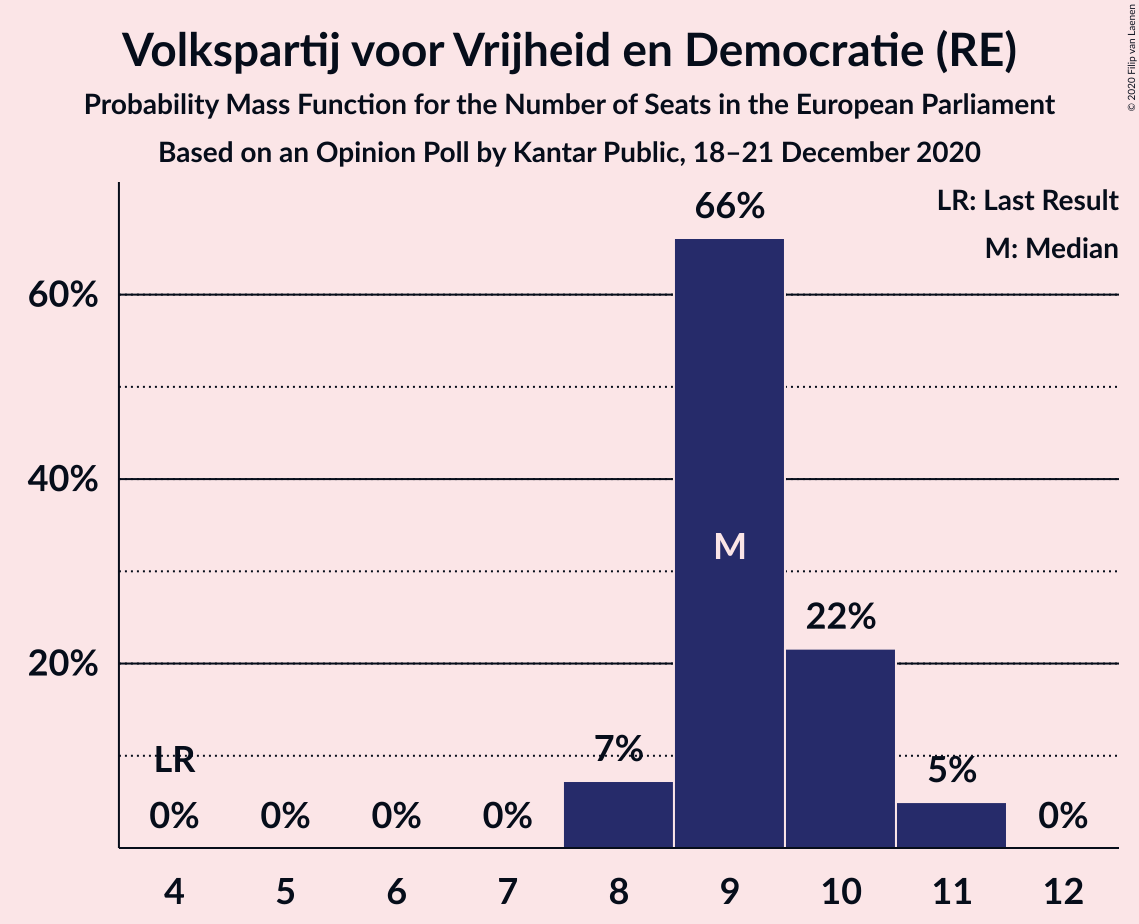 Volkspartij voor Vrijheid en Democratie (RE)
Probability Mass Function for the Number of Seats in the European Parliament
Based on an Opinion Poll by Kantar Public, 18–21 December 2020
© 2020 Filip van Laenen
LR: Last Result
M: Median
66%
60%
40%
M
22%
20%
LR
7%
5%
0%
0%
0%
0%
0%
4
5
6
7
8
9
10
11
12